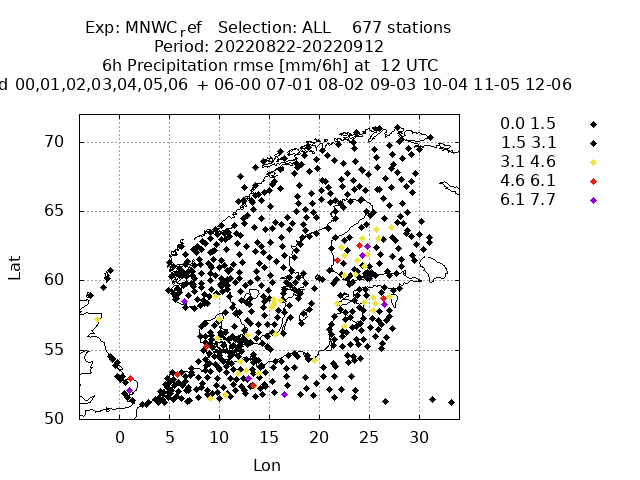 Exp: MNWC_ref Selection: ALL 677 stations
Period: 20220822-20220912
6h Precipitation rmse [mm/6h] at 12 UTC
d 00,01,02,03,04,05,06 + 06-00 07-01 08-02 09-03 10-04 11-05 12-06
0.0 1.5
1.5 3.1
3.1 4.6
4.6 6.1
6.1 7.7
70
65
60
55
50
Lat
0 5 10 15 20 25 30
Lon